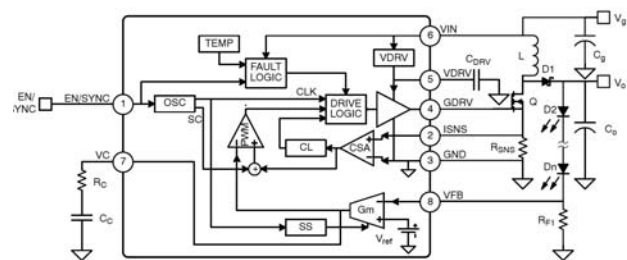 TEMP
FAULT
LOGIC
VDRV
VIN
6
L
Vg
Cg
CDRV
D1
Vo
EN/
SYNC
EN/SYNC
1
OSC
CLK
SC
DRIVE
LOGIC
5
VDRV
4
GDRV
Q
D2
Co
PWM
CL
CSA
2
ISNS
RSNS
3
GND
Dn
VC
7
RC
CC
+
Gm
8
VFB
SS
Vref
RF1